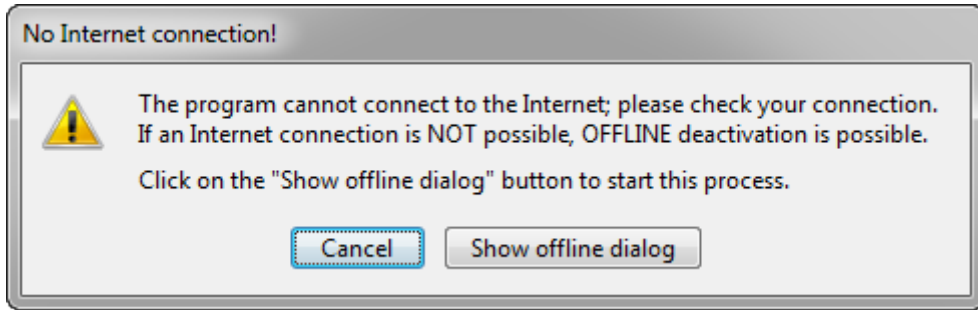 No Internet connection!
The program cannot connect to the Internet; please check your connection.
If an Internet connection is NOT possible, OFFLINE deactivation is possible.
Click on the "Show offline dialog" button to start this process.
Cancel
Show offline dialog